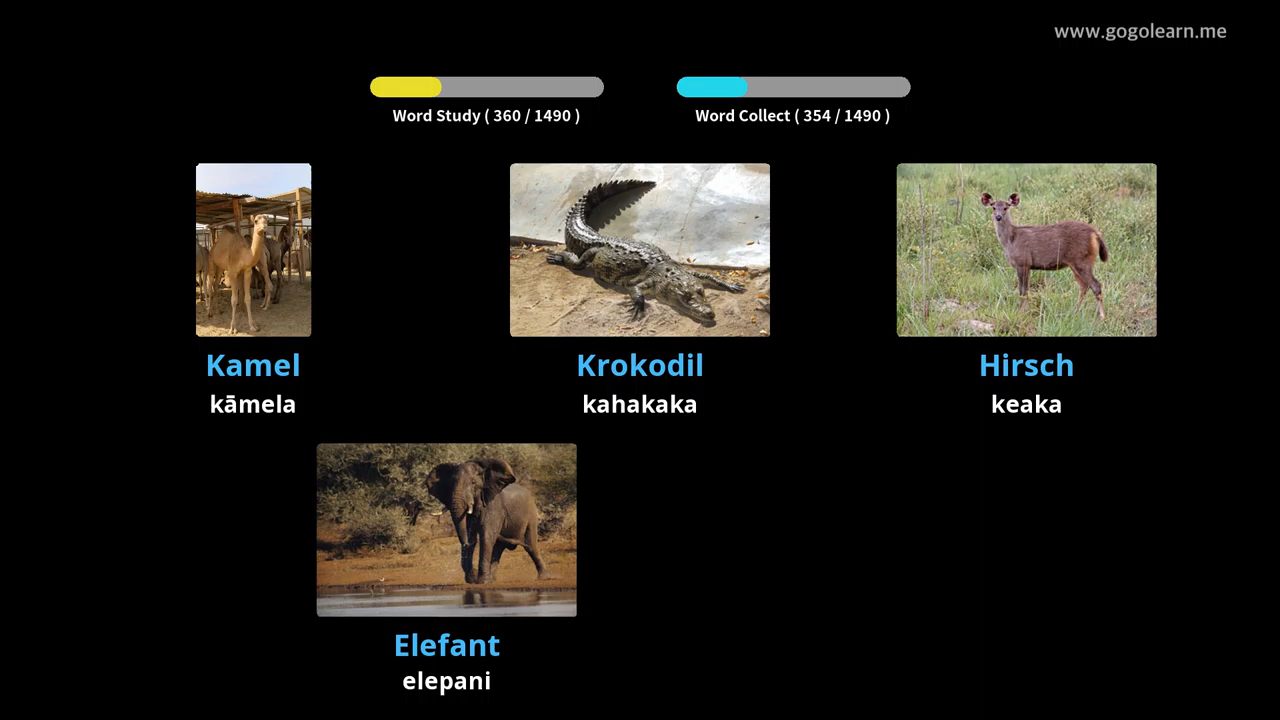 www.gogolearn.me
Word Study ( 360 / 1490 )
Word Collect ( 354 / 1490 )
Kamel
kāmela
Krokodil
kahakaka
Hirsch
keaka
Elefant
elepani